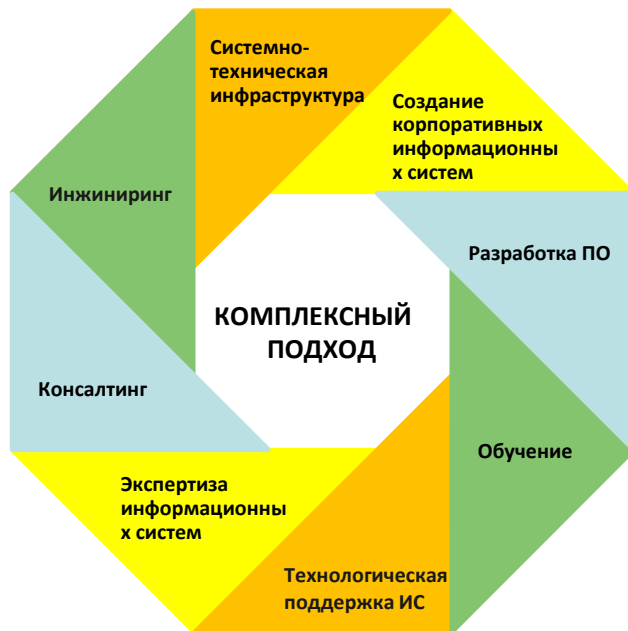 Системно-
техническая
инфраструктура
Создание
корпоративных
информационны
х систем
Инжиниринг
Разработка ПО
КОМПЛЕКСНЫЙ
ПОДХОД
Консалтинг
Обучение
Экспертиза
информационны
х систем
Технологическая
поддержка ИС